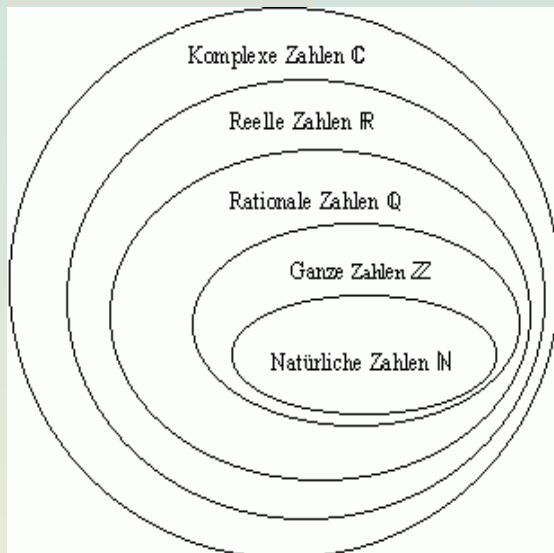 Komplexe Zahlen ℂ
Reelle Zahlen ℝ
Rationale Zahlen ℚ
Ganze Zahlen ℤ
Natürliche Zahlen ℕ